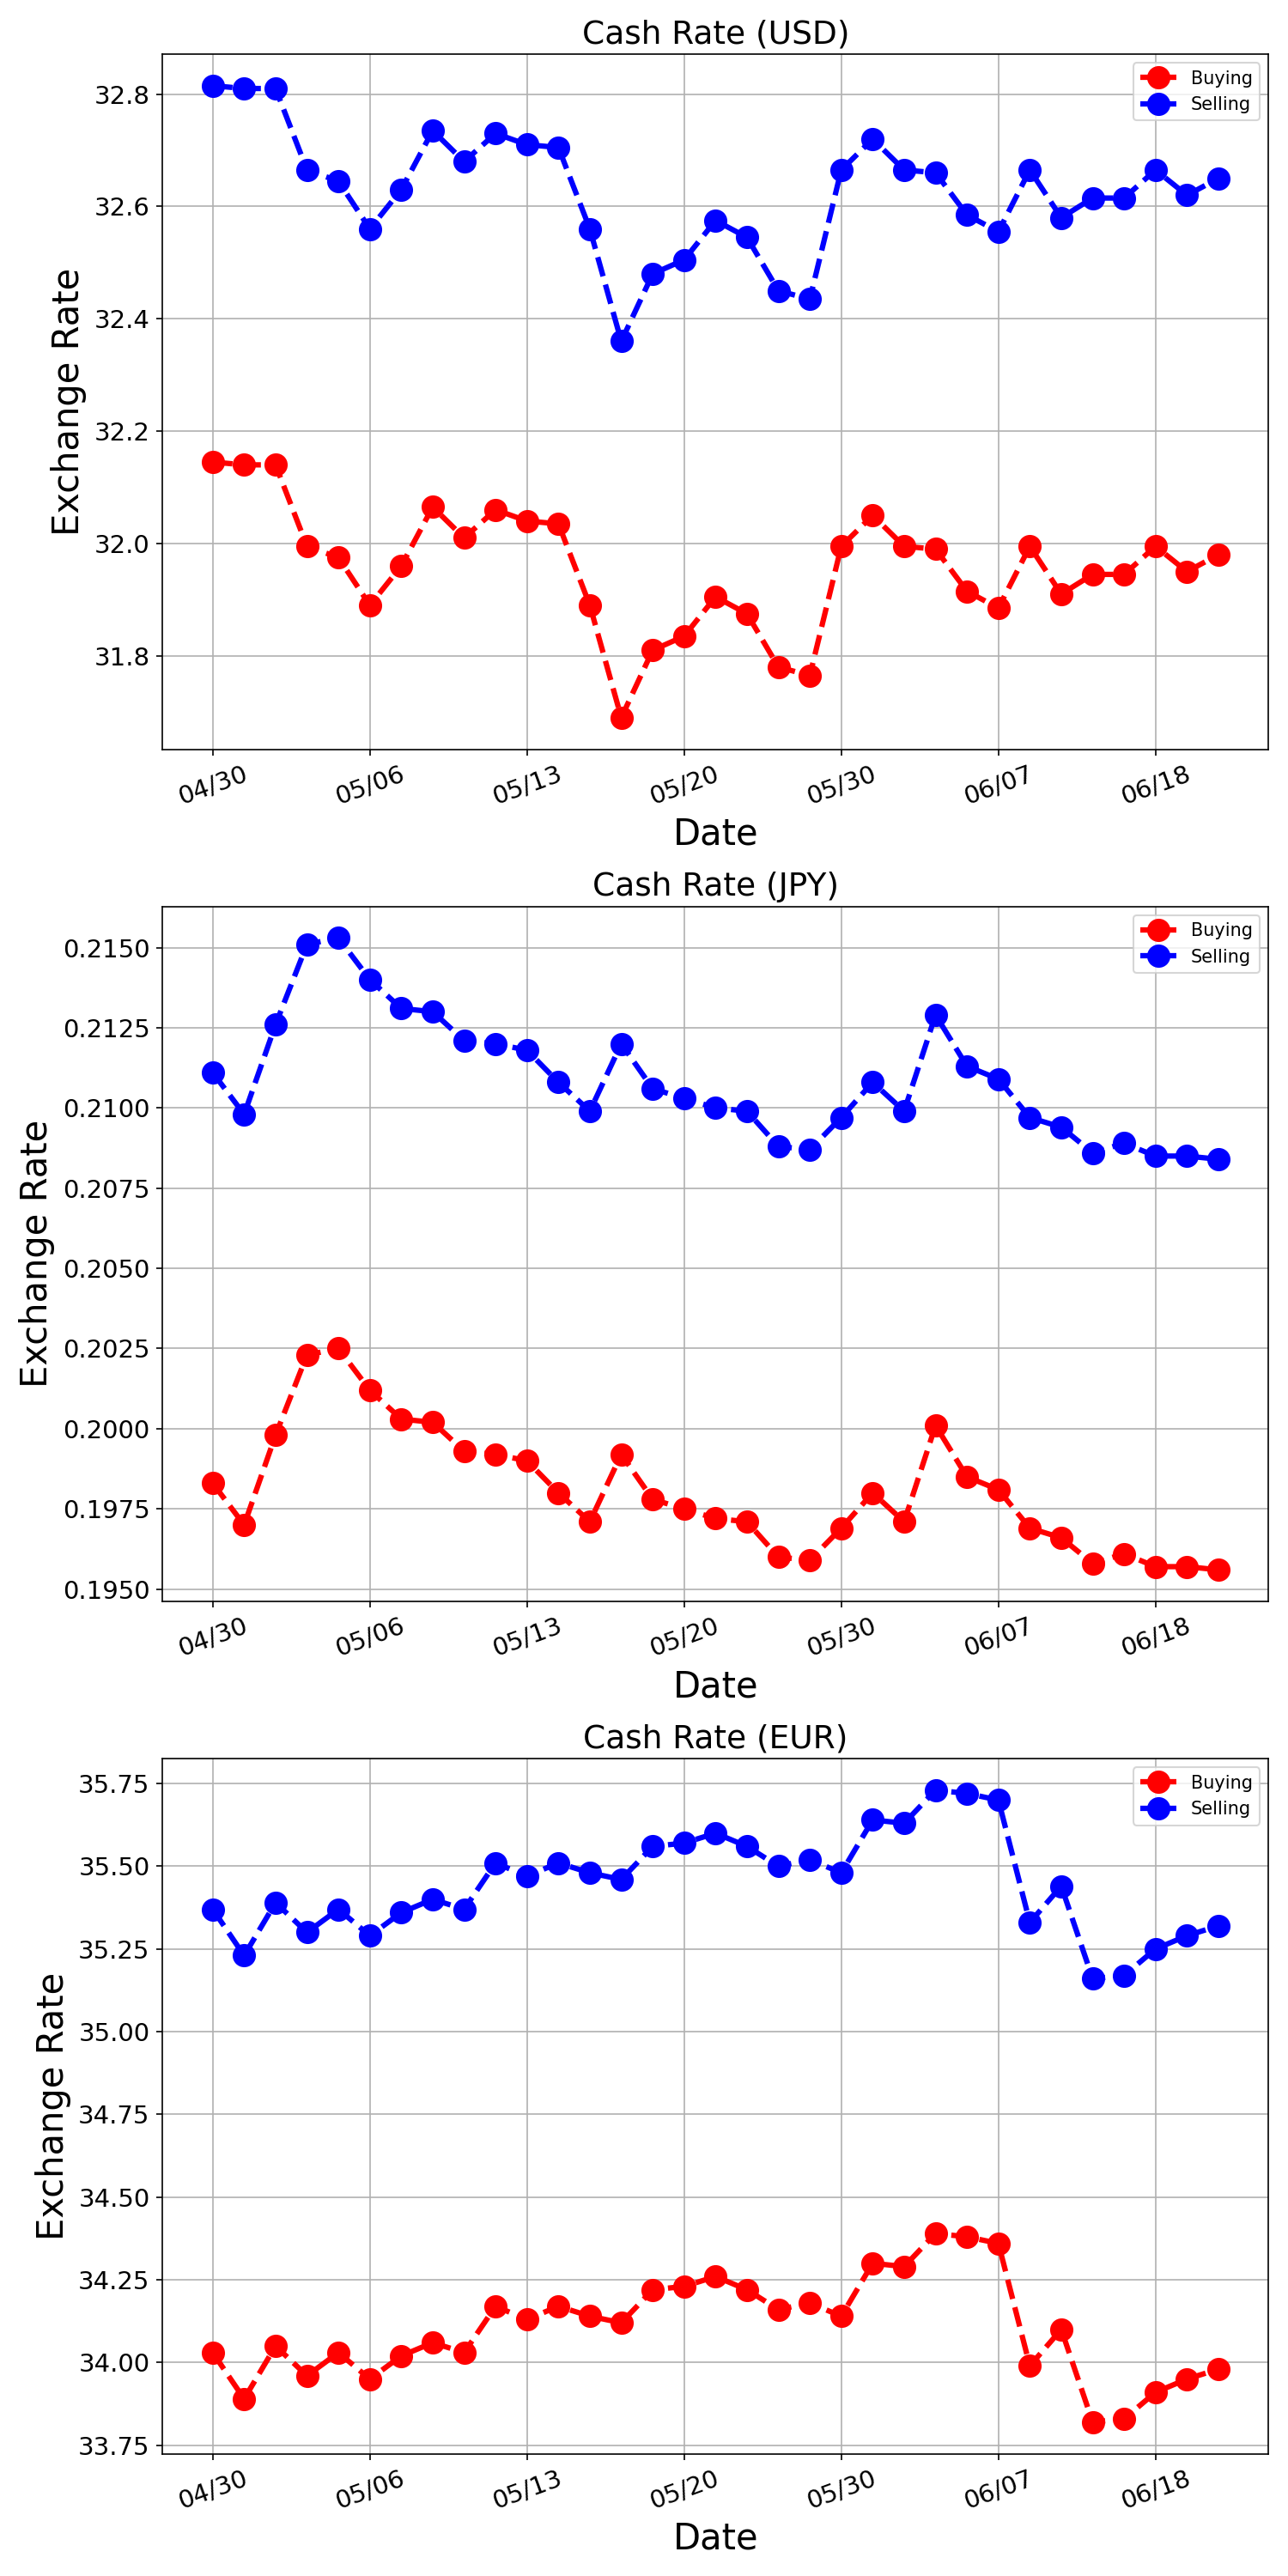 Cash Rate (USD)
Buying
Selling
32.8
32.6
32.4
32.2
32.0
31.8
Exchange Rate
04/30 05/06 05/13 05/20 05/30 06/07 06/18
Date
Cash Rate (JPY)
Buying
Selling
0.2150
0.2125
0.2100
0.2075
0.2050
0.2025
0.2000
0.1975
0.1950
Exchange Rate
04/30 05/06 05/13 05/20 05/30 06/07 06/18
Date
Cash Rate (EUR)
Buying
Selling
35.75
35.50
35.25
35.00
34.75
34.50
34.25
34.00
33.75
Exchange Rate
04/30 05/06 05/13 05/20 05/30 06/07 06/18
Date